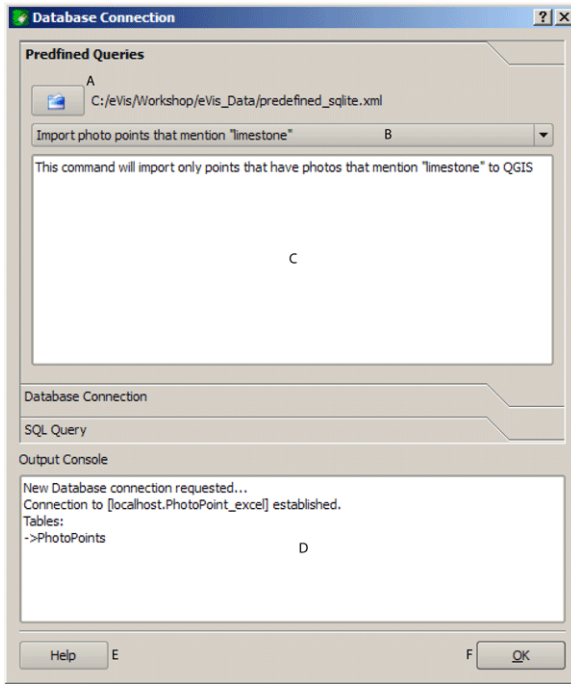 Database Connection
Predfined Queries
A
C:/eVis/Workshop/eVis_Data/predefined_sqlite.xml
Import photo points that mention "limestone" B
This command will import only points that have photos that mention "limestone" to QGIS
C
Database Connection
SQL Query
Output Console
New Database connection requested...
Connection to [localhost.PhotoPoint_excel] established.
Tables:
->PhotoPoints
D
Help E F OK